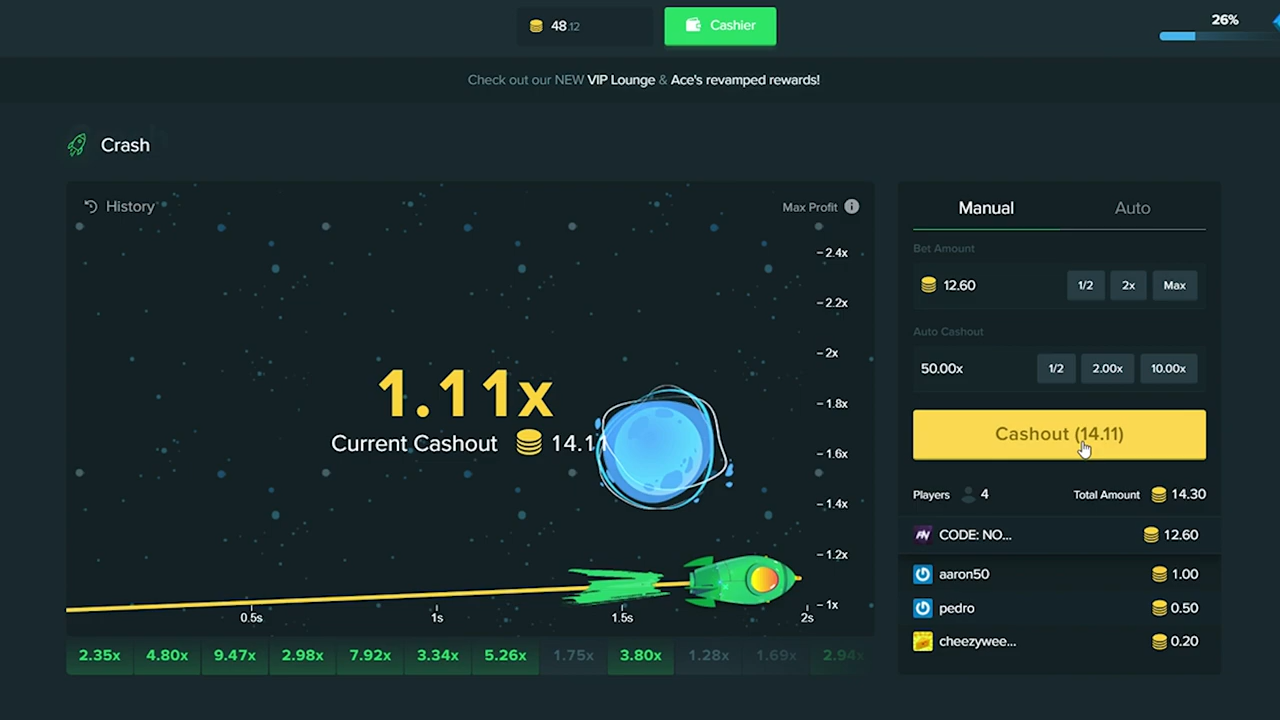 48.12
Cashier
26%
Check out our NEW VIP Lounge & Ace's revamped rewards!
Crash
History
Max Profit
2.4x
2.2x
2x
1.8x
1.6x
1.4x
1.2x
1x
1.11x
Current Cashout 14.11
0.5s 1s 1.5s 2s
2.35x 4.80x 9.47x 2.98x 7.92x 3.34x 5.26x 1.75x 3.80x 1.28x 1.69x 2.94x
Manual Auto
Bet Amount
12.60 1/2 2x Max
Auto Cashout
50.00x 1/2 2.00x 10.00x
Cashout (14.11)
Players 4 Total Amount 14.30
CODE: NO... 12.60
aaron50 1.00
pedro 0.50
cheezywee... 0.20